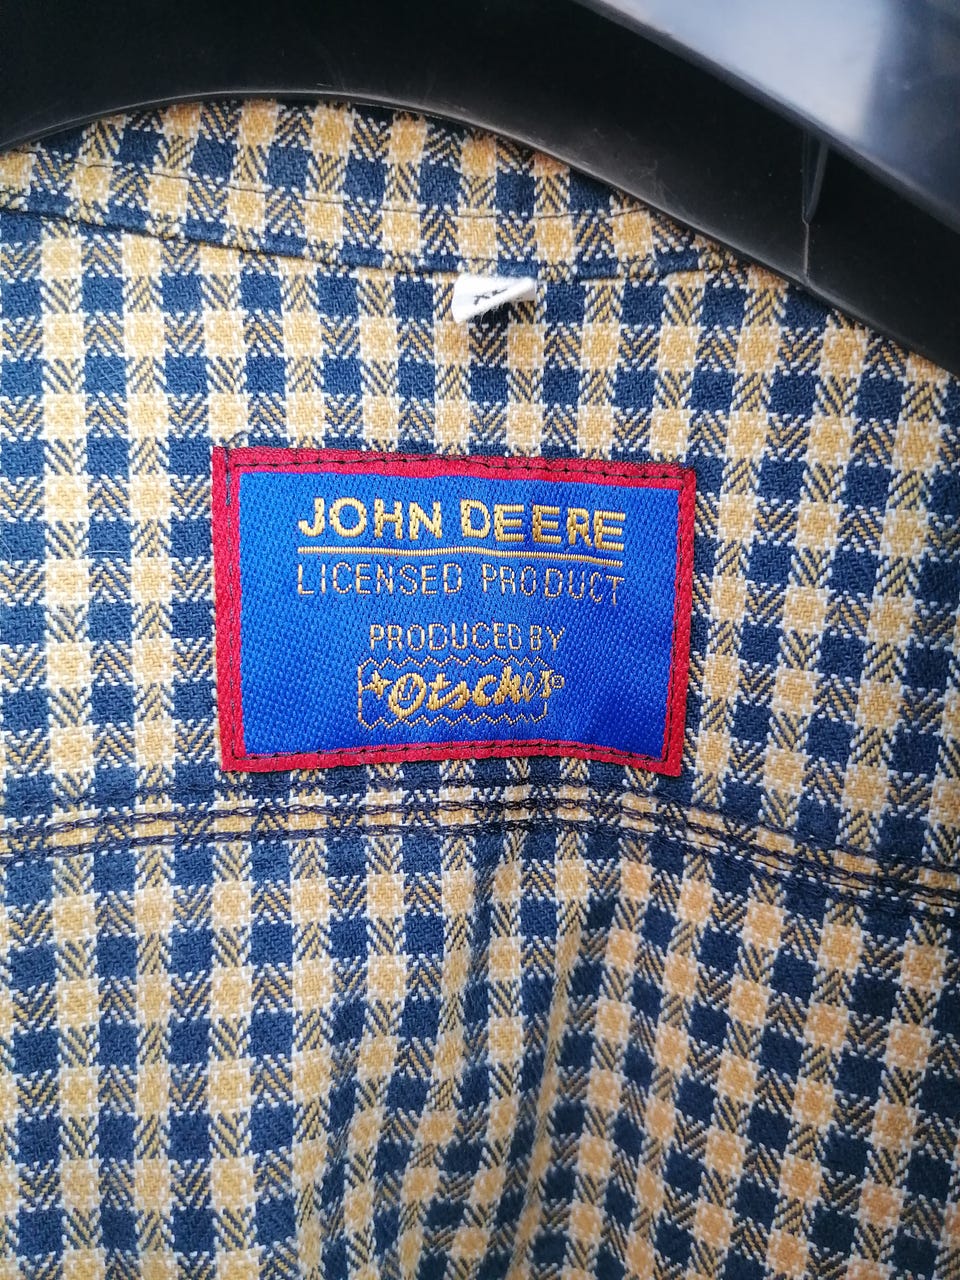 JOHN DEERE
LICENSED PRODUCT
PRODUCED BY
Otsches®